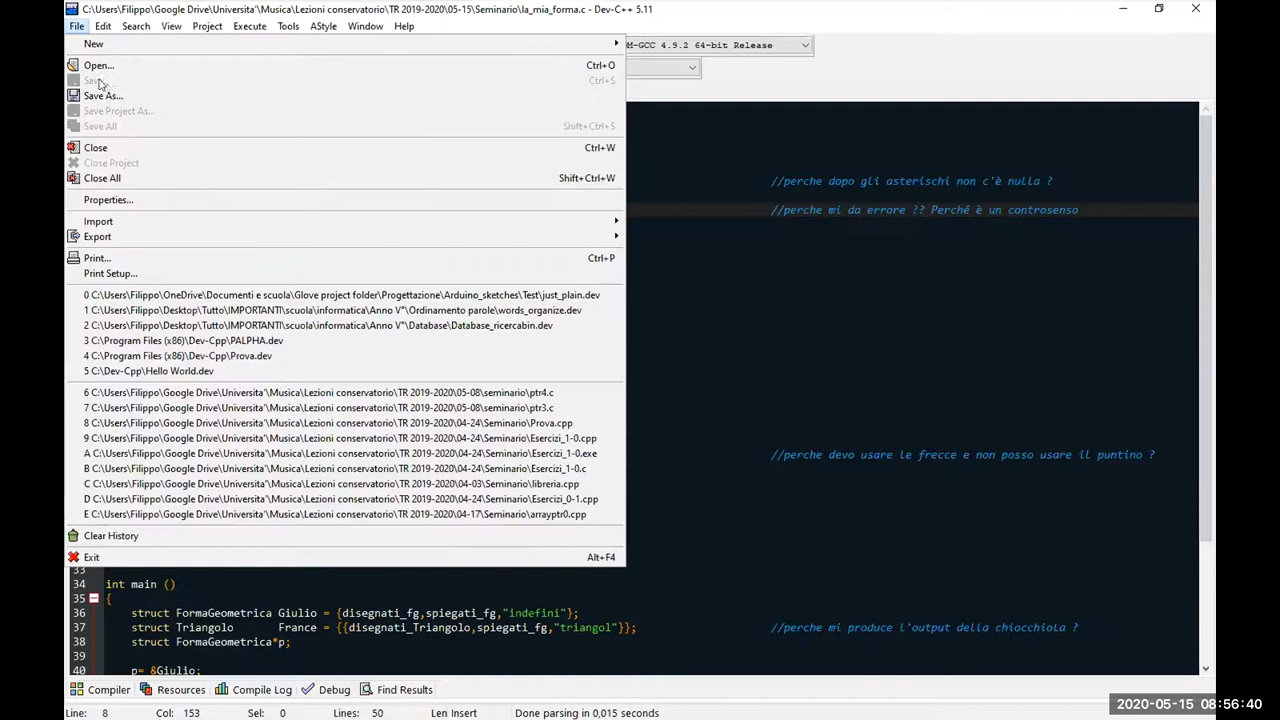 C:\Users\Filippo\Google Drive\Universita'\Musica\Lezioni conservatorio\TR 2019-2020\05-15\Seminario\la_mia_forma.c - Dev-C++ 5.11
File Edit Search View Project Execute Tools AStyle Window Help
New
M-GCC 4.9.2 64-bit Release
Open... Ctrl+O
Ctrl+S
Save As...
Save Project As...
Save All Shift+Ctrl+S
Close Ctrl+W
Close Project
Close All Shift+Ctrl+W
//perche dopo gli asterischi non c'è nulla ?
Properties...
//perche mi da errore ?? Perché è un controsenso
Import
Export
Print... Ctrl+P
Print Setup...
0 C:\Users\Filippo\OneDrive\Documenti e scuola\Glove project folder\Progettazione\Arduino_sketches\Test\just_plain.dev
1 C:\Users\Filippo\Desktop\Tutto\IMPORTANTI\scuola\informatica\Anno V°\Ordinamento parole\words_organize.dev
2 C:\Users\Filippo\Desktop\Tutto\IMPORTANTI\scuola\informatica\Anno V°\Database\Database_ricercabin.dev
3 C:\Program Files (x86)\Dev-Cpp\PALPHA.dev
4 C:\Program Files (x86)\Dev-Cpp\Prova.dev
5 C:\Dev-Cpp\Hello World.dev
6 C:\Users\Filippo\Google Drive\Universita'\Musica\Lezioni conservatorio\TR 2019-2020\05-08\seminario\ptr4.c
7 C:\Users\Filippo\Google Drive\Universita'\Musica\Lezioni conservatorio\TR 2019-2020\05-08\seminario\ptr3.c
8 C:\Users\Filippo\Google Drive\Universita'\Musica\Lezioni conservatorio\TR 2019-2020\04-24\Seminario\Prova.cpp
9 C:\Users\Filippo\Google Drive\Universita'\Musica\Lezioni conservatorio\TR 2019-2020\04-24\Seminario\Esercizi_1-0.cpp
A C:\Users\Filippo\Google Drive\Universita'\Musica\Lezioni conservatorio\TR 2019-2020\04-24\Seminario\Esercizi_1-0.exe
B C:\Users\Filippo\Google Drive\Universita'\Musica\Lezioni conservatorio\TR 2019-2020\04-24\Seminario\Esercizi_1-0.c
//perche devo usare le frecce e non posso usare il puntino ?
C C:\Users\Filippo\Google Drive\Universita'\Musica\Lezioni conservatorio\TR 2019-2020\04-03\Seminario\libreria.cpp
D C:\Users\Filippo\Google Drive\Universita'\Musica\Lezioni conservatorio\TR 2019-2020\04-24\Seminario\Esercizi_0-1.cpp
E C:\Users\Filippo\Google Drive\Universita'\Musica\Lezioni conservatorio\TR 2019-2020\04-17\Seminario\arrayptr0.cpp
Clear History
Exit Alt+F4
33
34 int main ()
35 {
36 struct FormaGeometrica Giulio = {disegnati_fg,spiegati_fg,"indefini"};
37 struct Triangolo France = {{disegnati_Triangolo,spiegati_fg,"triangol"}}; //perche mi produce l'output della chiocchiola ?
38 struct FormaGeometrica*p;
39
40 p= &Giulio;
Compiler Resources Compile Log Debug Find Results
Line: 8 Col: 153 Sel: 0 Lines: 50 Len Insert Done parsing in 0,015 seconds
2020-05-15 08:56:40